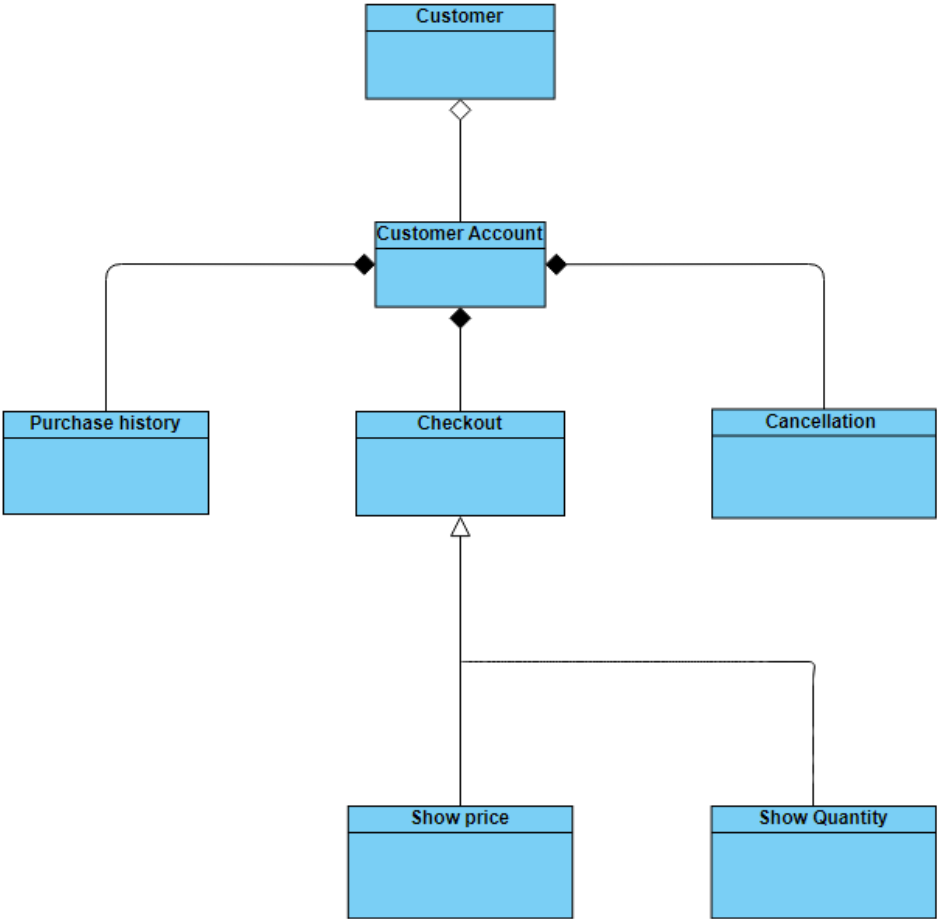 Customer
Customer Account
Purchase history
Checkout
Cancellation
Show price
Show Quantity